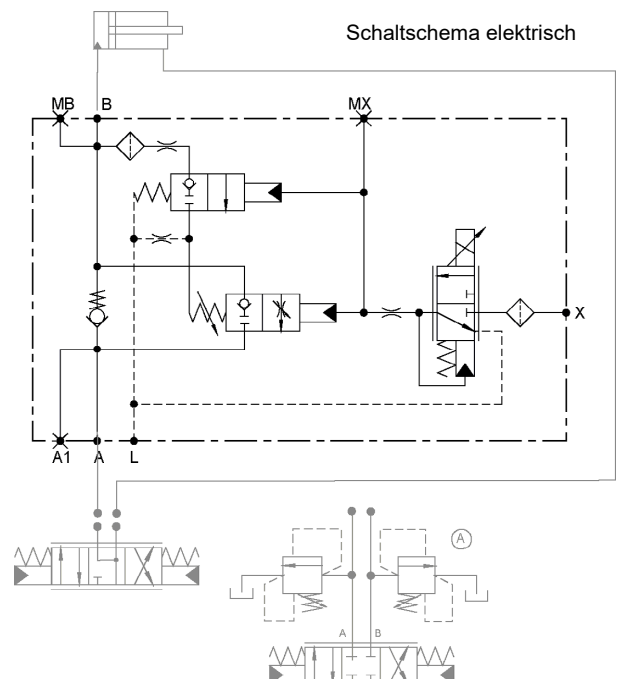 Schaltschema elektrisch
MB B MX
X
A1 A L
A
A B